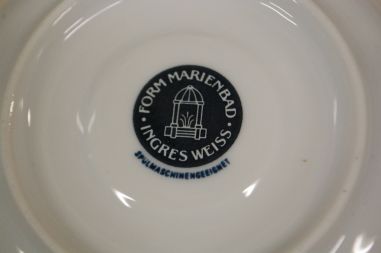 · FORM MARIENBAD ·
INGRES WEISS
SPÜLMASCHINENGEEIGNET